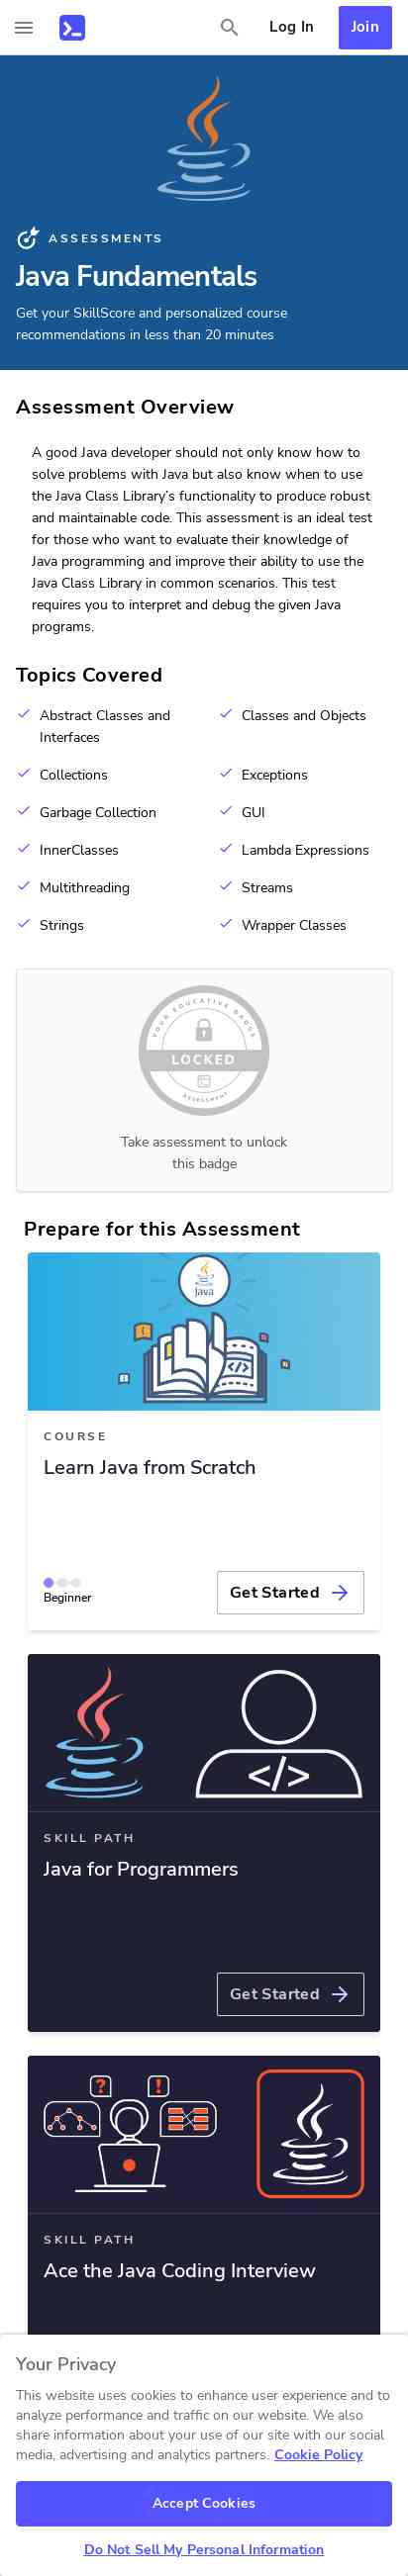 Log In
Join
ASSESSMENTS
Java Fundamentals
Get your SkillScore and personalized course
recommendations in less than 20 minutes
Assessment Overview
A good Java developer should not only know how to
solve problems with Java but also know when to use
the Java Class Library's functionality to produce robust
and maintainable code. This assessment is an ideal test
for those who want to evaluate their knowledge of
Java programming and improve their ability to use the
Java Class Library in common scenarios. This test
requires you to interpret and debug the given Java
programs.
Topics Covered
Abstract Classes and
Interfaces
Classes and Objects
Collections
Exceptions
Garbage Collection
GUI
InnerClasses
Lambda Expressions
Multithreading
Streams
Strings
Wrapper Classes
YOUR EDUCATIVE BADGE
LOCKED
ASSESSMENT
Take assessment to unlock
this badge
Prepare for this Assessment
Java
COURSE
Learn Java from Scratch
Beginner
Get Started
SKILL PATH
Java for Programmers
Get Started
SKILL PATH
Ace the Java Coding Interview
Your Privacy
This website uses cookies to enhance user experience and to
analyze performance and traffic on our website. We also
share information about your use of our site with our social
media, advertising and analytics partners. Cookie Policy
Accept Cookies
Do Not Sell My Personal Information